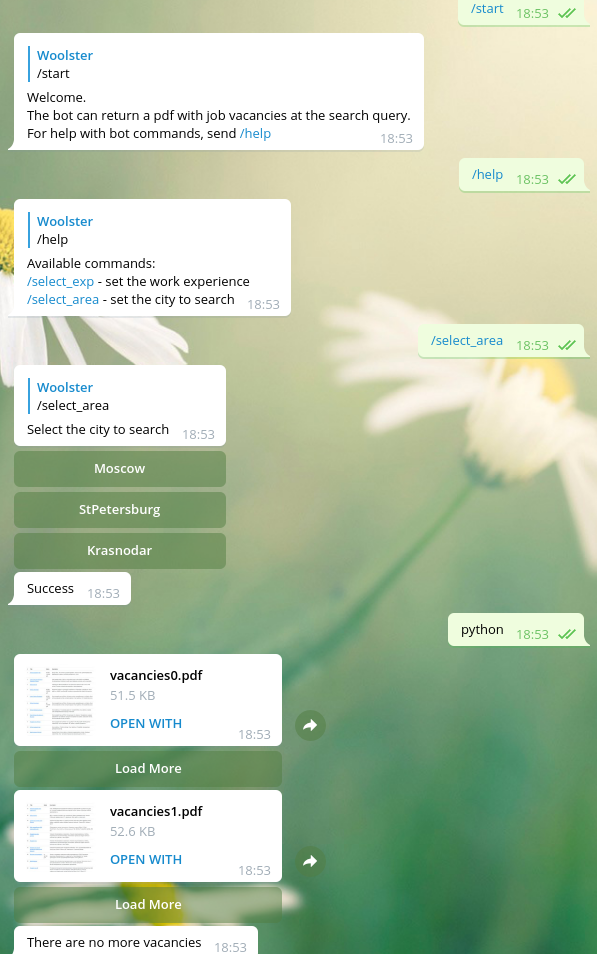 /start 18:53
Woolster
/start
Welcome.
The bot can return a pdf with job vacancies at the search query.
For help with bot commands, send /help
18:53
/help 18:53
Woolster
/help
Available commands:
/select_exp - set the work experience
/select_area - set the city to search 18:53
/select_area 18:53
Woolster
/select_area
Select the city to search 18:53
Moscow
StPetersburg
Krasnodar
Success 18:53
python 18:53
vacancies0.pdf
51.5 KB
OPEN WITH
18:53
Load More
vacancies1.pdf
52.6 KB
OPEN WITH
18:53
Load More
There are no more vacancies 18:53